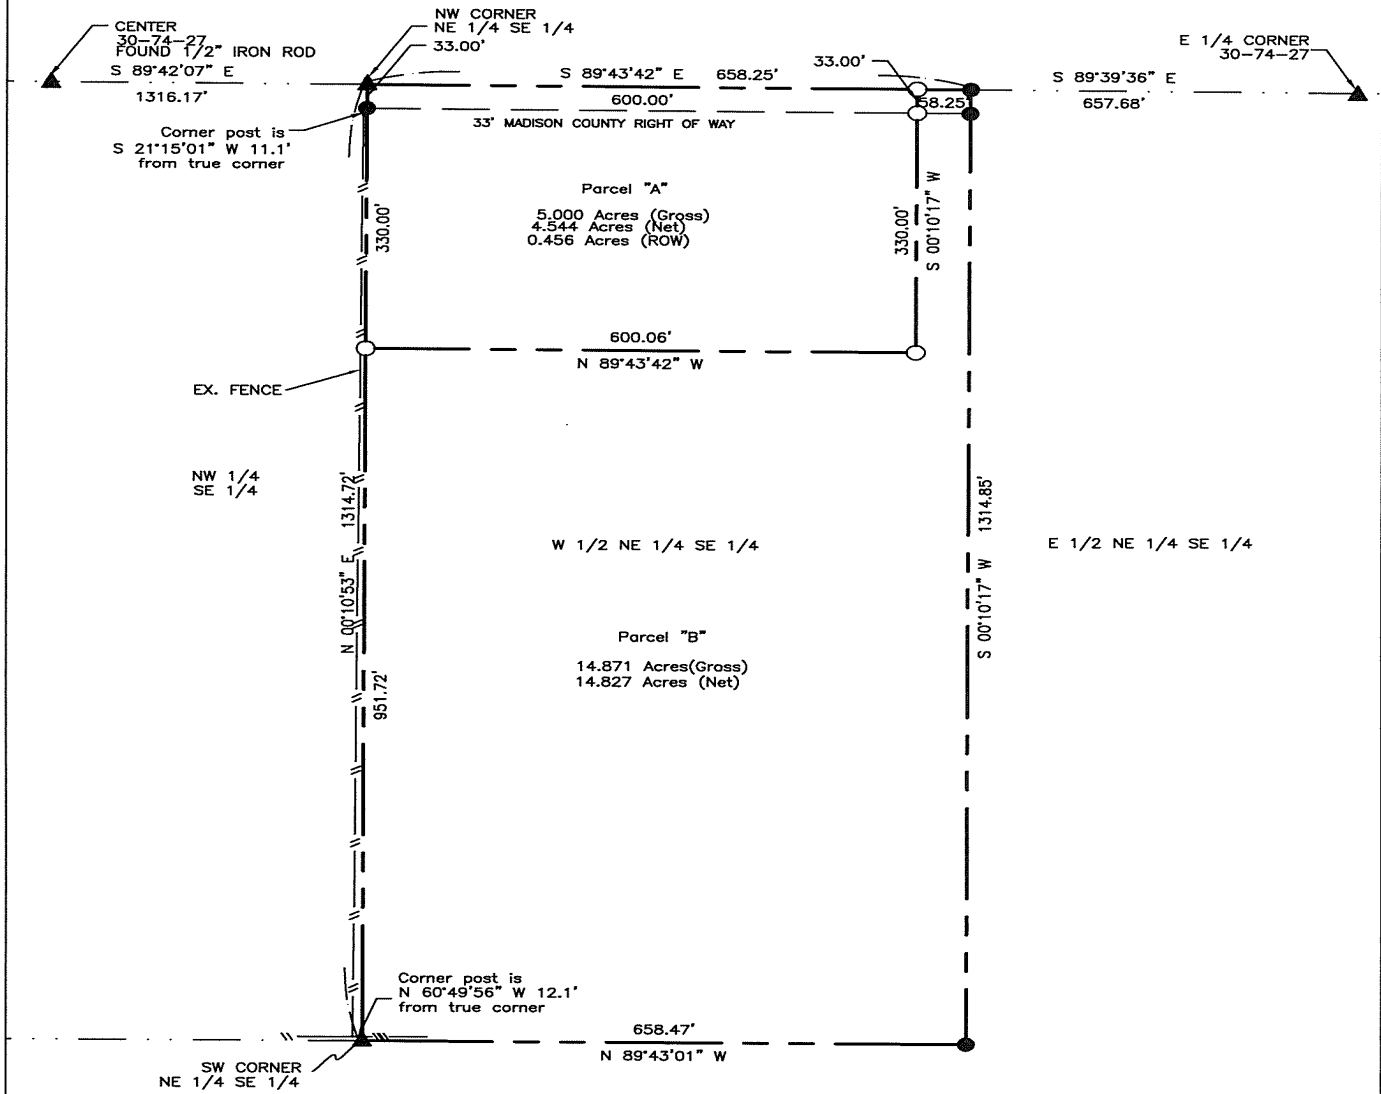 CENTER
30-74-27
FOUND 1/2" IRON ROD
S 89°42'07" E
1316.17'
NW CORNER
NE 1/4 SE 1/4
33.00'
S 89°43'42" E 658.25'
600.00'
33' MADISON COUNTY RIGHT OF WAY
33.00'
58.25'
E 1/4 CORNER
30-74-27
S 89°39'36" E
657.68'
Corner post is
S 21°15'01" W 11.1'
from true corner
Parcel "A"
5.000 Acres (Gross)
4.544 Acres (Net)
0.456 Acres (ROW)
330.00'
330.00'
S 00°10'17" W
600.06'
N 89°43'42" W
EX. FENCE
NW 1/4
SE 1/4
N 00°10'53" E 1314.72'
W 1/2 NE 1/4 SE 1/4
S 00°10'17" W 1314.85'
E 1/2 NE 1/4 SE 1/4
Parcel "B"
14.871 Acres(Gross)
14.827 Acres (Net)
951.72'
Corner post is
N 60°49'56" W 12.1'
from true corner
658.47'
N 89°43'01" W
SW CORNER
NE 1/4 SE 1/4